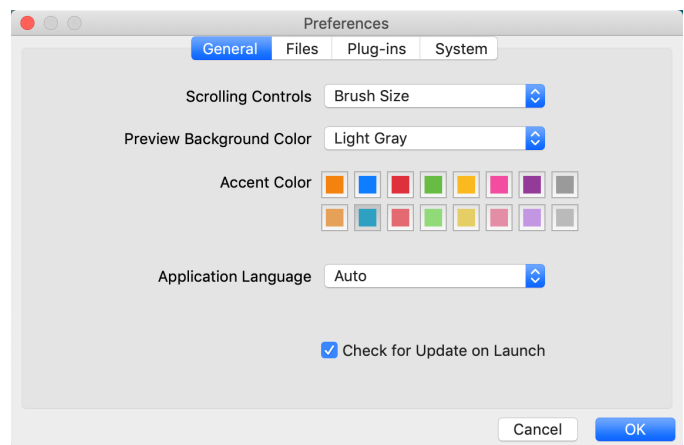 Preferences
General Files Plug-ins System
Scrolling Controls Brush Size
Preview Background Color Light Gray
Accent Color
Application Language Auto
Check for Update on Launch
Cancel OK